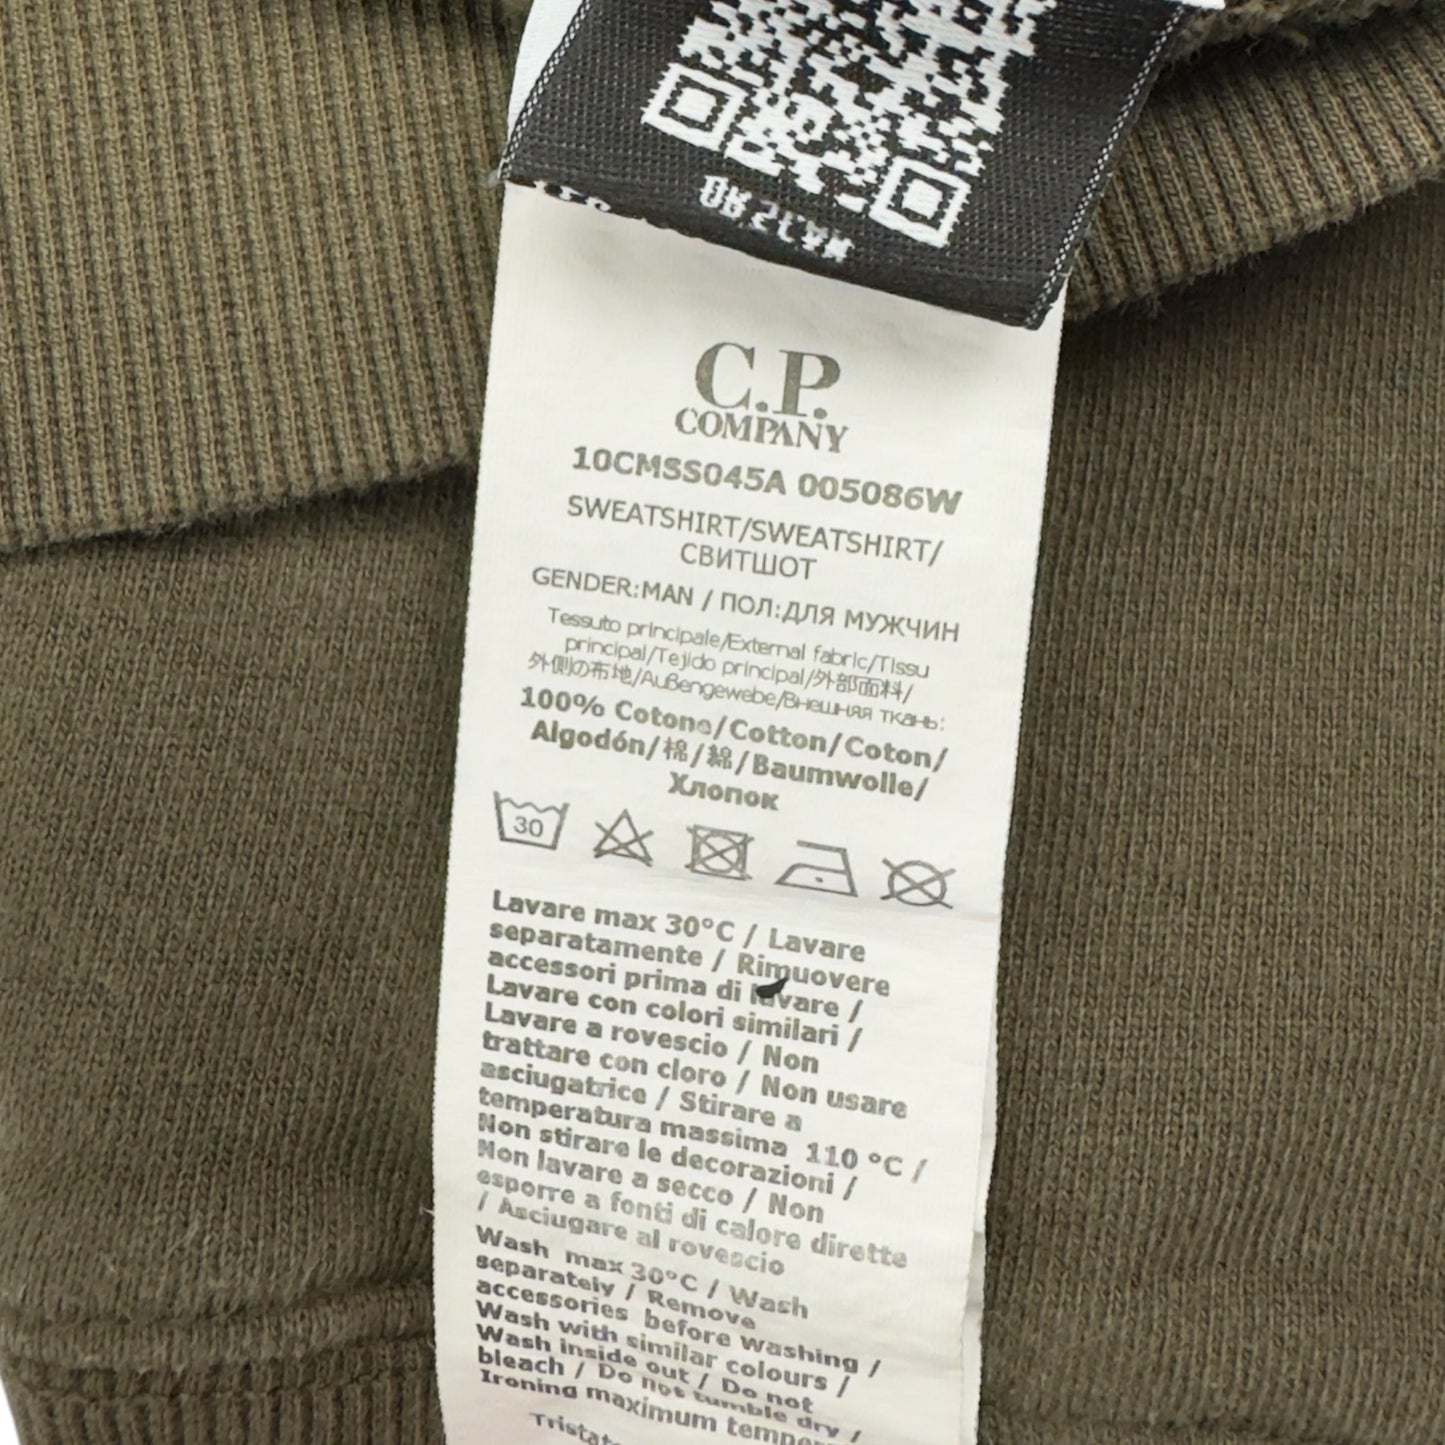 C.P.
COMPANY
10CMSS045A 005086W
SWEATSHIRT/SWEATSHIRT/
СВИТШОТ
GENDER:MAN / ПОЛ:ДЛЯ МУЖЧИН
Tessuto principale/External fabric/Tissu
principal/Tejido principal/外部面料/
外側の布地/Außengewebe/Внешняя ткань:
100% Cotone/Cotton/Coton/
Algodón/棉/綿/Baumwolle/
Хлопок
30
Lavare max 30°C / Lavare
separatamente / Rimuovere
accessori prima di lavare /
Lavare con colori similari /
Lavare a rovescio / Non
trattare con cloro / Non usare
asciugatrice / Stirare a
temperatura massima 110 °C /
Non stirare le decorazioni /
Non lavare a secco / Non
esporre a fonti di calore dirette
/ Asciugare al rovescio
Wash max 30°C / Wash
separately / Remove
accessories before washing /
Wash with similar colours /
Wash inside out / Do not
bleach / Do not tumble dry /
Ironing maximum